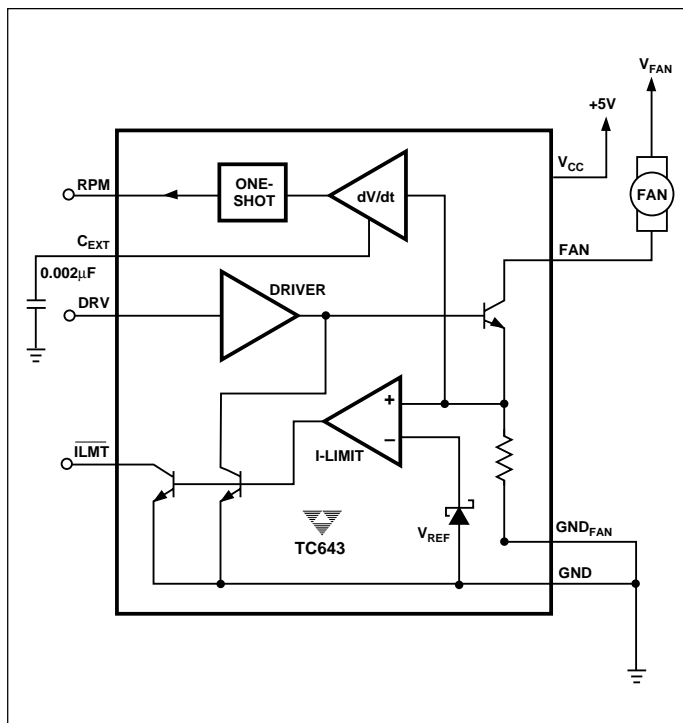 V_FAN
+5V
V_CC
RPM
ONE-
SHOT
dV/dt
FAN
C_EXT
FAN
0.002µF
DRIVER
DRV
+
–
I-LIMIT
ILMT
V_REF
GND_FAN
TC643
GND